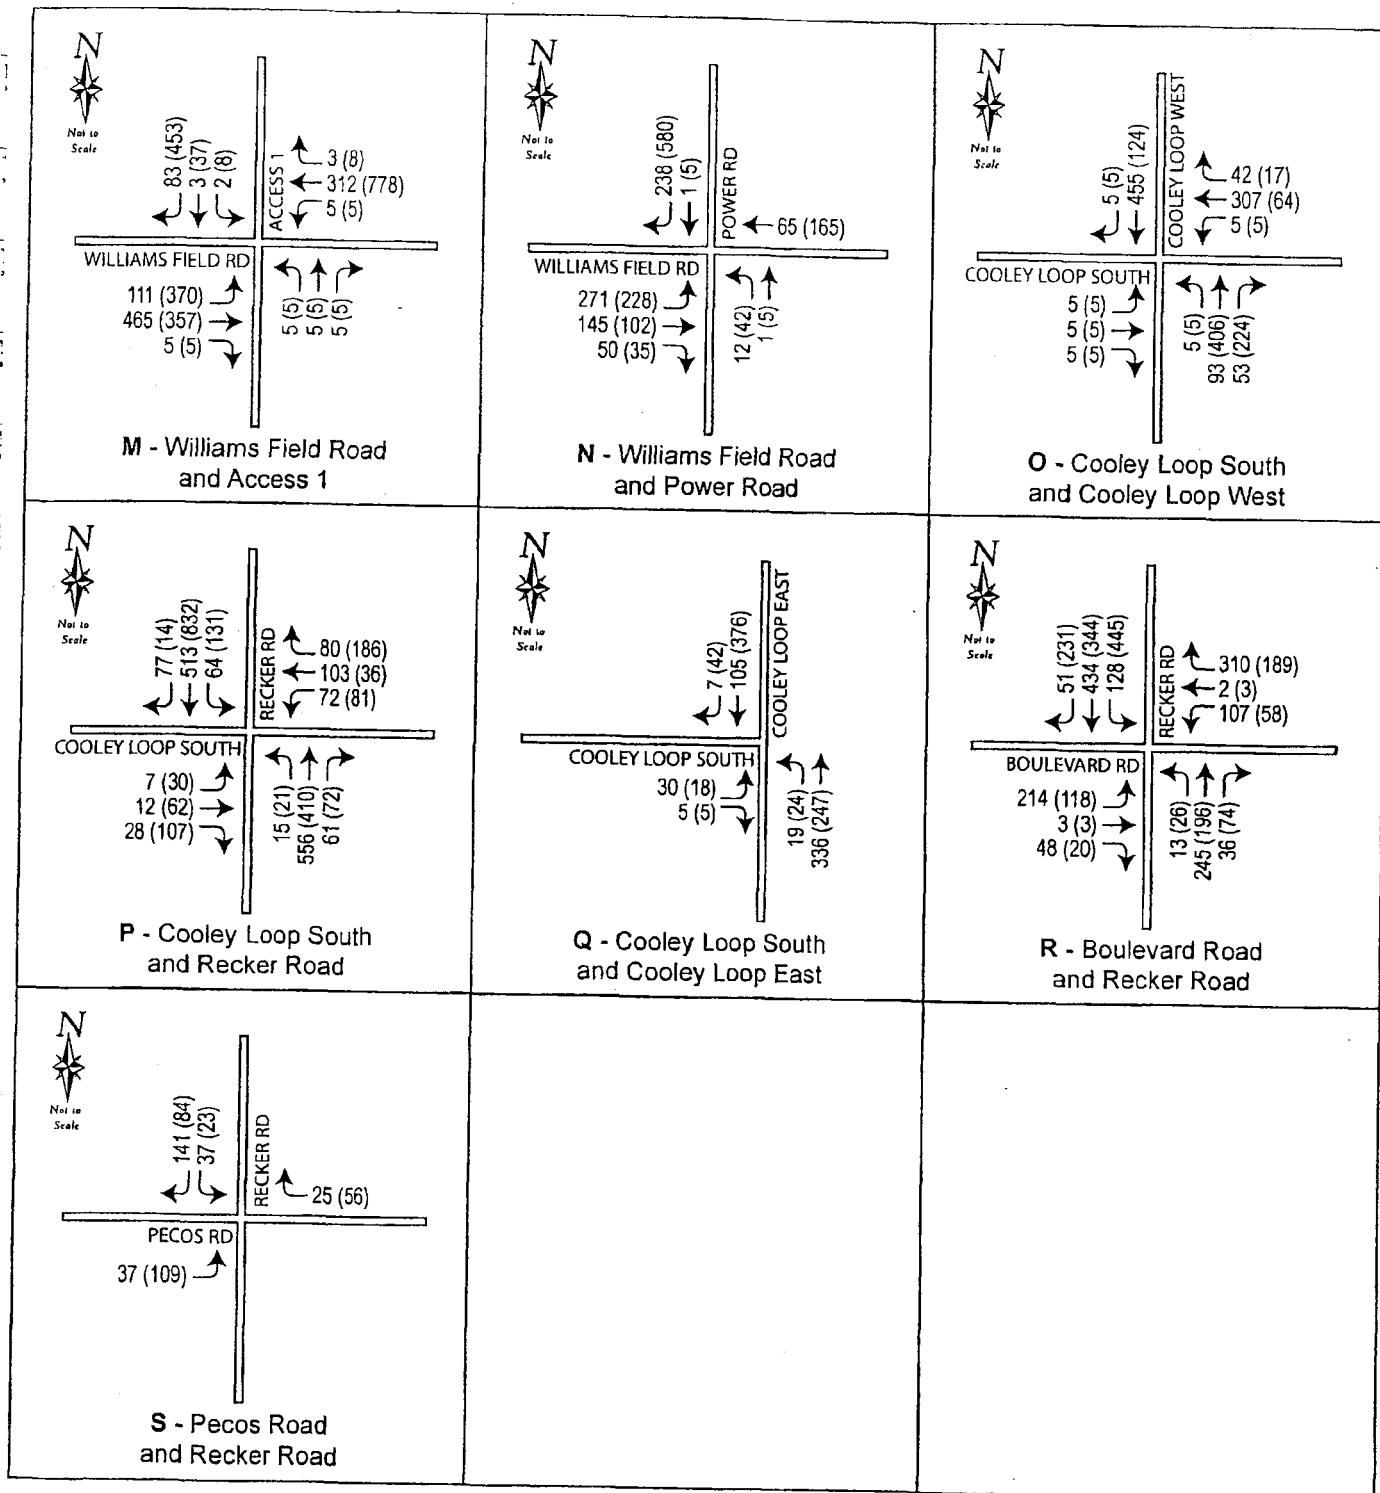 N
Not to
Scale
83 (453)
3 (37)
2 (8)
ACCESS 1
3 (8)
312 (778)
5 (5)
WILLIAMS FIELD RD
111 (370)
465 (357)
5 (5)
5 (5)
5 (6)
5 (5)
M - Williams Field Road
and Access 1
N
Not to
Scale
238 (580)
1 (5)
POWER RD
65 (165)
WILLIAMS FIELD RD
271 (228)
145 (102)
50 (35)
12 (42)
1 (5)
N - Williams Field Road
and Power Road
N
Not to
Scale
5 (5)
455 (124)
COOLEY LOOP WEST
42 (17)
307 (64)
5 (5)
COOLEY LOOP SOUTH
5 (5)
5 (5)
5 (5)
5 (5)
93 (406)
53 (224)
O - Cooley Loop South
and Cooley Loop West
N
Not to
Scale
77 (14)
513 (832)
64 (131)
RECKER RD
80 (186)
103 (36)
72 (81)
COOLEY LOOP SOUTH
7 (30)
12 (62)
28 (107)
15 (21)
556 (410)
61 (72)
P - Cooley Loop South
and Recker Road
N
Not to
Scale
7 (42)
105 (376)
COOLEY LOOP EAST
COOLEY LOOP SOUTH
30 (18)
5 (5)
19 (24)
336 (247)
Q - Cooley Loop South
and Cooley Loop East
N
Not to
Scale
51 (231)
434 (344)
128 (445)
RECKER RD
310 (189)
2 (3)
107 (58)
BOULEVARD RD
214 (118)
3 (3)
48 (20)
13 (26)
245 (196)
36 (74)
R - Boulevard Road
and Recker Road
N
Not to
Scale
141 (84)
37 (23)
RECKER RD
25 (56)
PECOS RD
37 (109)
S - Pecos Road
and Recker Road